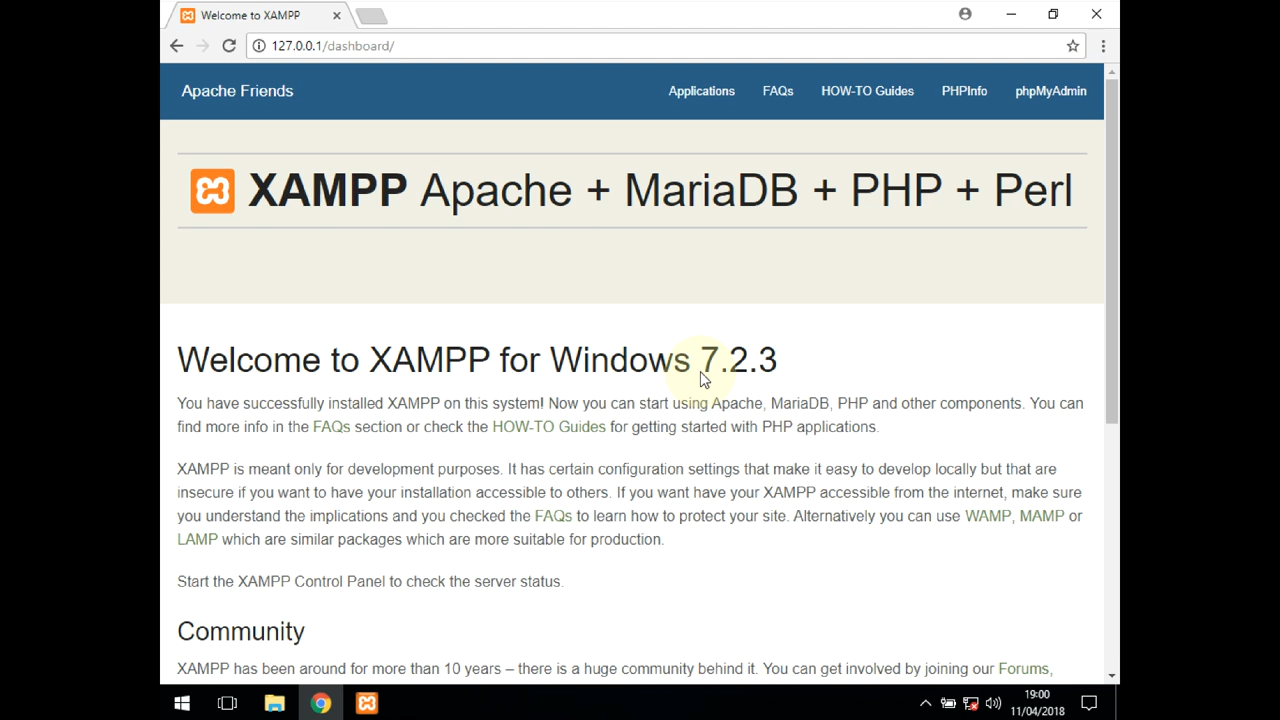 Welcome to XAMPP
127.0.0.1/dashboard/
Apache Friends Applications FAQs HOW-TO Guides PHPInfo phpMyAdmin
XAMPP Apache + MariaDB + PHP + Perl
Welcome to XAMPP for Windows 7.2.3
You have successfully installed XAMPP on this system! Now you can start using Apache, MariaDB, PHP and other components. You can
find more info in the FAQs section or check the HOW-TO Guides for getting started with PHP applications.
XAMPP is meant only for development purposes. It has certain configuration settings that make it easy to develop locally but that are
insecure if you want to have your installation accessible to others. If you want have your XAMPP accessible from the internet, make sure
you understand the implications and you checked the FAQs to learn how to protect your site. Alternatively you can use WAMP, MAMP or
LAMP which are similar packages which are more suitable for production.
Start the XAMPP Control Panel to check the server status.
Community
XAMPP has been around for more than 10 years – there is a huge community behind it. You can get involved by joining our Forums,
19:00
11/04/2018